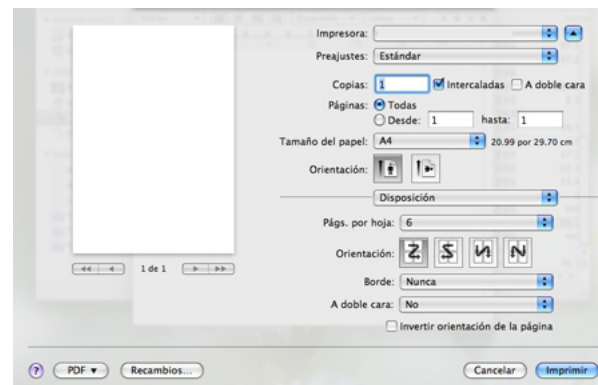 Impresora:
Preajustes: Estándar
Copias: 1 Intercaladas A doble cara
Páginas: Todas
Desde: 1 hasta: 1
Tamaño del papel: A4 20.99 por 29.70 cm
Orientación:
Disposición
Págs. por hoja: 6
Orientación:
1 de 1
Borde: Nunca
A doble cara: No
Invertir orientación de la página
? PDF Recambios... Cancelar Imprimir